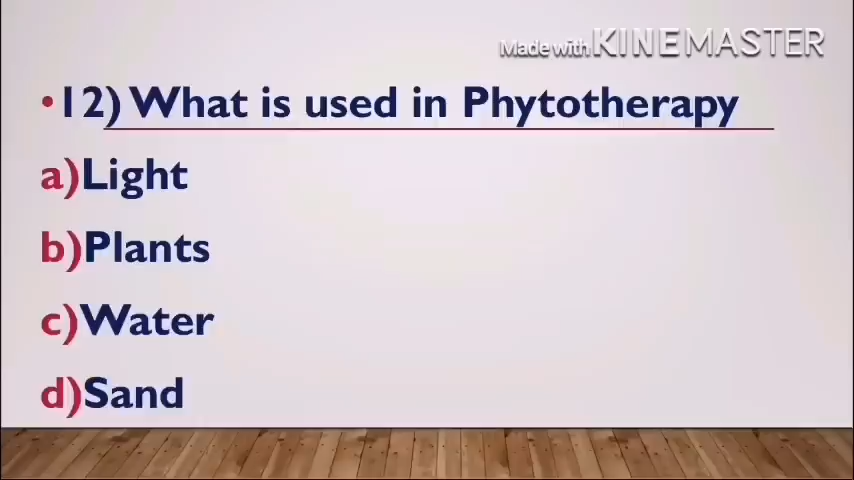 Made with KINEMASTER
•12) What is used in Phytotherapy
a)Light
b)Plants
c)Water
d)Sand